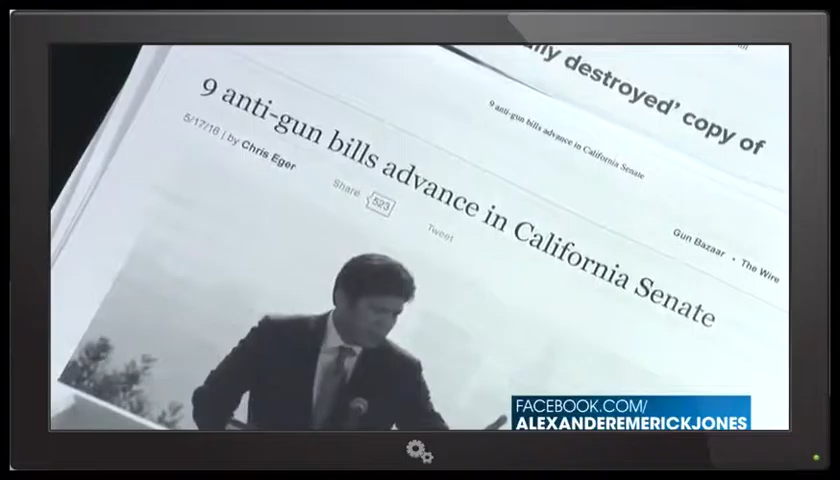 ally destroyed' copy of
9 anti-gun bills advance in California Senate
Gun Bazaar • The Wire
9 anti-gun bills advance in California Senate
5/17/16 | by Chris Eger
Share 523 Tweet
FACEBOOK.COM/
ALEXANDEREMERICKJONES